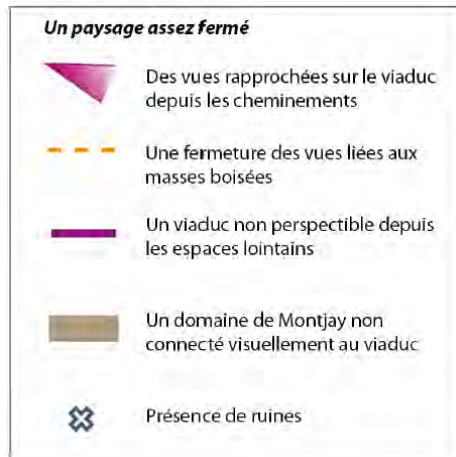 Un paysage assez fermé
Des vues rapprochées sur le viaduc
depuis les cheminements
Une fermeture des vues liées aux
masses boisées
Un viaduc non perspectible depuis
les espaces lointains
Un domaine de Montjay non
connecté visuellement au viaduc
Présence de ruines